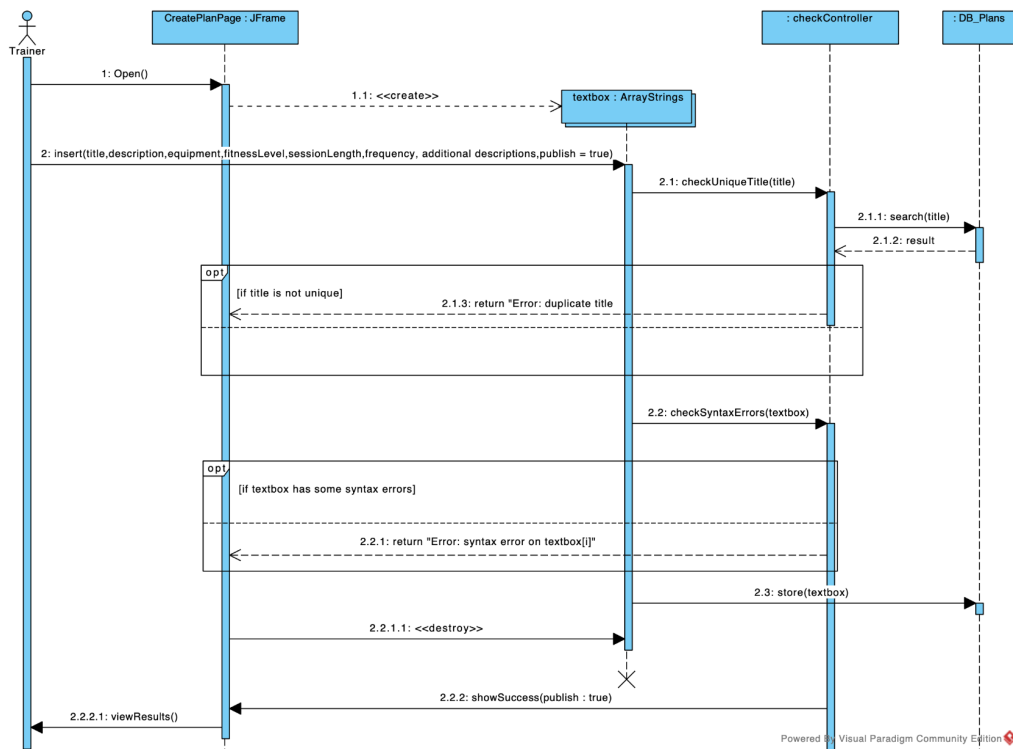 CreatePlanPage : JFrame
: checkController
: DB_Plans
Trainer
1: Open()
1.1: <<create>>
textbox : ArrayStrings
2: insert(title,description,equipment,fitnessLevel,sessionLength,frequency, additional descriptions,publish = true)
2.1: checkUniqueTitle(title)
2.1.1: search(title)
2.1.2: result
opt
[if title is not unique]
2.1.3: return "Error: duplicate title
2.2: checkSyntaxErrors(textbox)
opt
[if textbox has some syntax errors]
2.2.1: return "Error: syntax error on textbox[i]"
2.3: store(textbox)
2.2.1.1: <<destroy>>
2.2.2: showSuccess(publish : true)
2.2.2.1: viewResults()
Powered By Visual Paradigm Community Edition